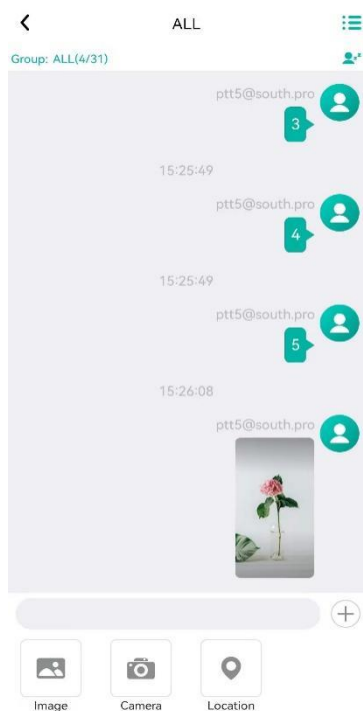 ALL
Group: ALL(4/31)
ptt5@south.pro
3
15:25:49
ptt5@south.pro
4
15:25:49
ptt5@south.pro
5
15:26:08
ptt5@south.pro
Image Camera Location